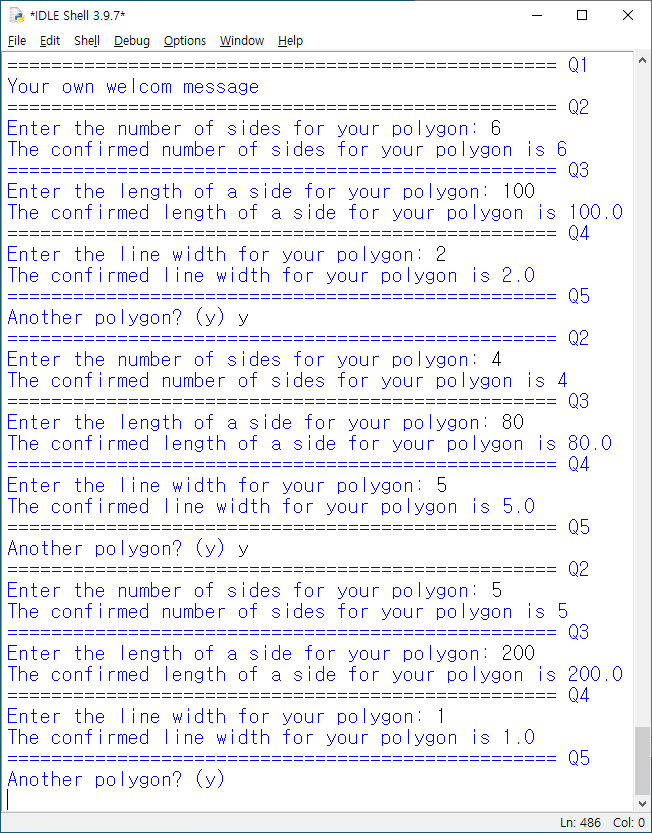 *IDLE Shell 3.9.7*
File Edit Shell Debug Options Window Help
=================================================== Q1
Your own welcom message
=================================================== Q2
Enter the number of sides for your polygon: 6
The confirmed number of sides for your polygon is 6
=================================================== Q3
Enter the length of a side for your polygon: 100
The confirmed length of a side for your polygon is 100.0
=================================================== Q4
Enter the line width for your polygon: 2
The confirmed line width for your polygon is 2.0
=================================================== Q5
Another polygon? (y) y
=================================================== Q2
Enter the number of sides for your polygon: 4
The confirmed number of sides for your polygon is 4
=================================================== Q3
Enter the length of a side for your polygon: 80
The confirmed length of a side for your polygon is 80.0
=================================================== Q4
Enter the line width for your polygon: 5
The confirmed line width for your polygon is 5.0
=================================================== Q5
Another polygon? (y) y
=================================================== Q2
Enter the number of sides for your polygon: 5
The confirmed number of sides for your polygon is 5
=================================================== Q3
Enter the length of a side for your polygon: 200
The confirmed length of a side for your polygon is 200.0
=================================================== Q4
Enter the line width for your polygon: 1
The confirmed line width for your polygon is 1.0
=================================================== Q5
Another polygon? (y)
Ln: 486 Col: 0